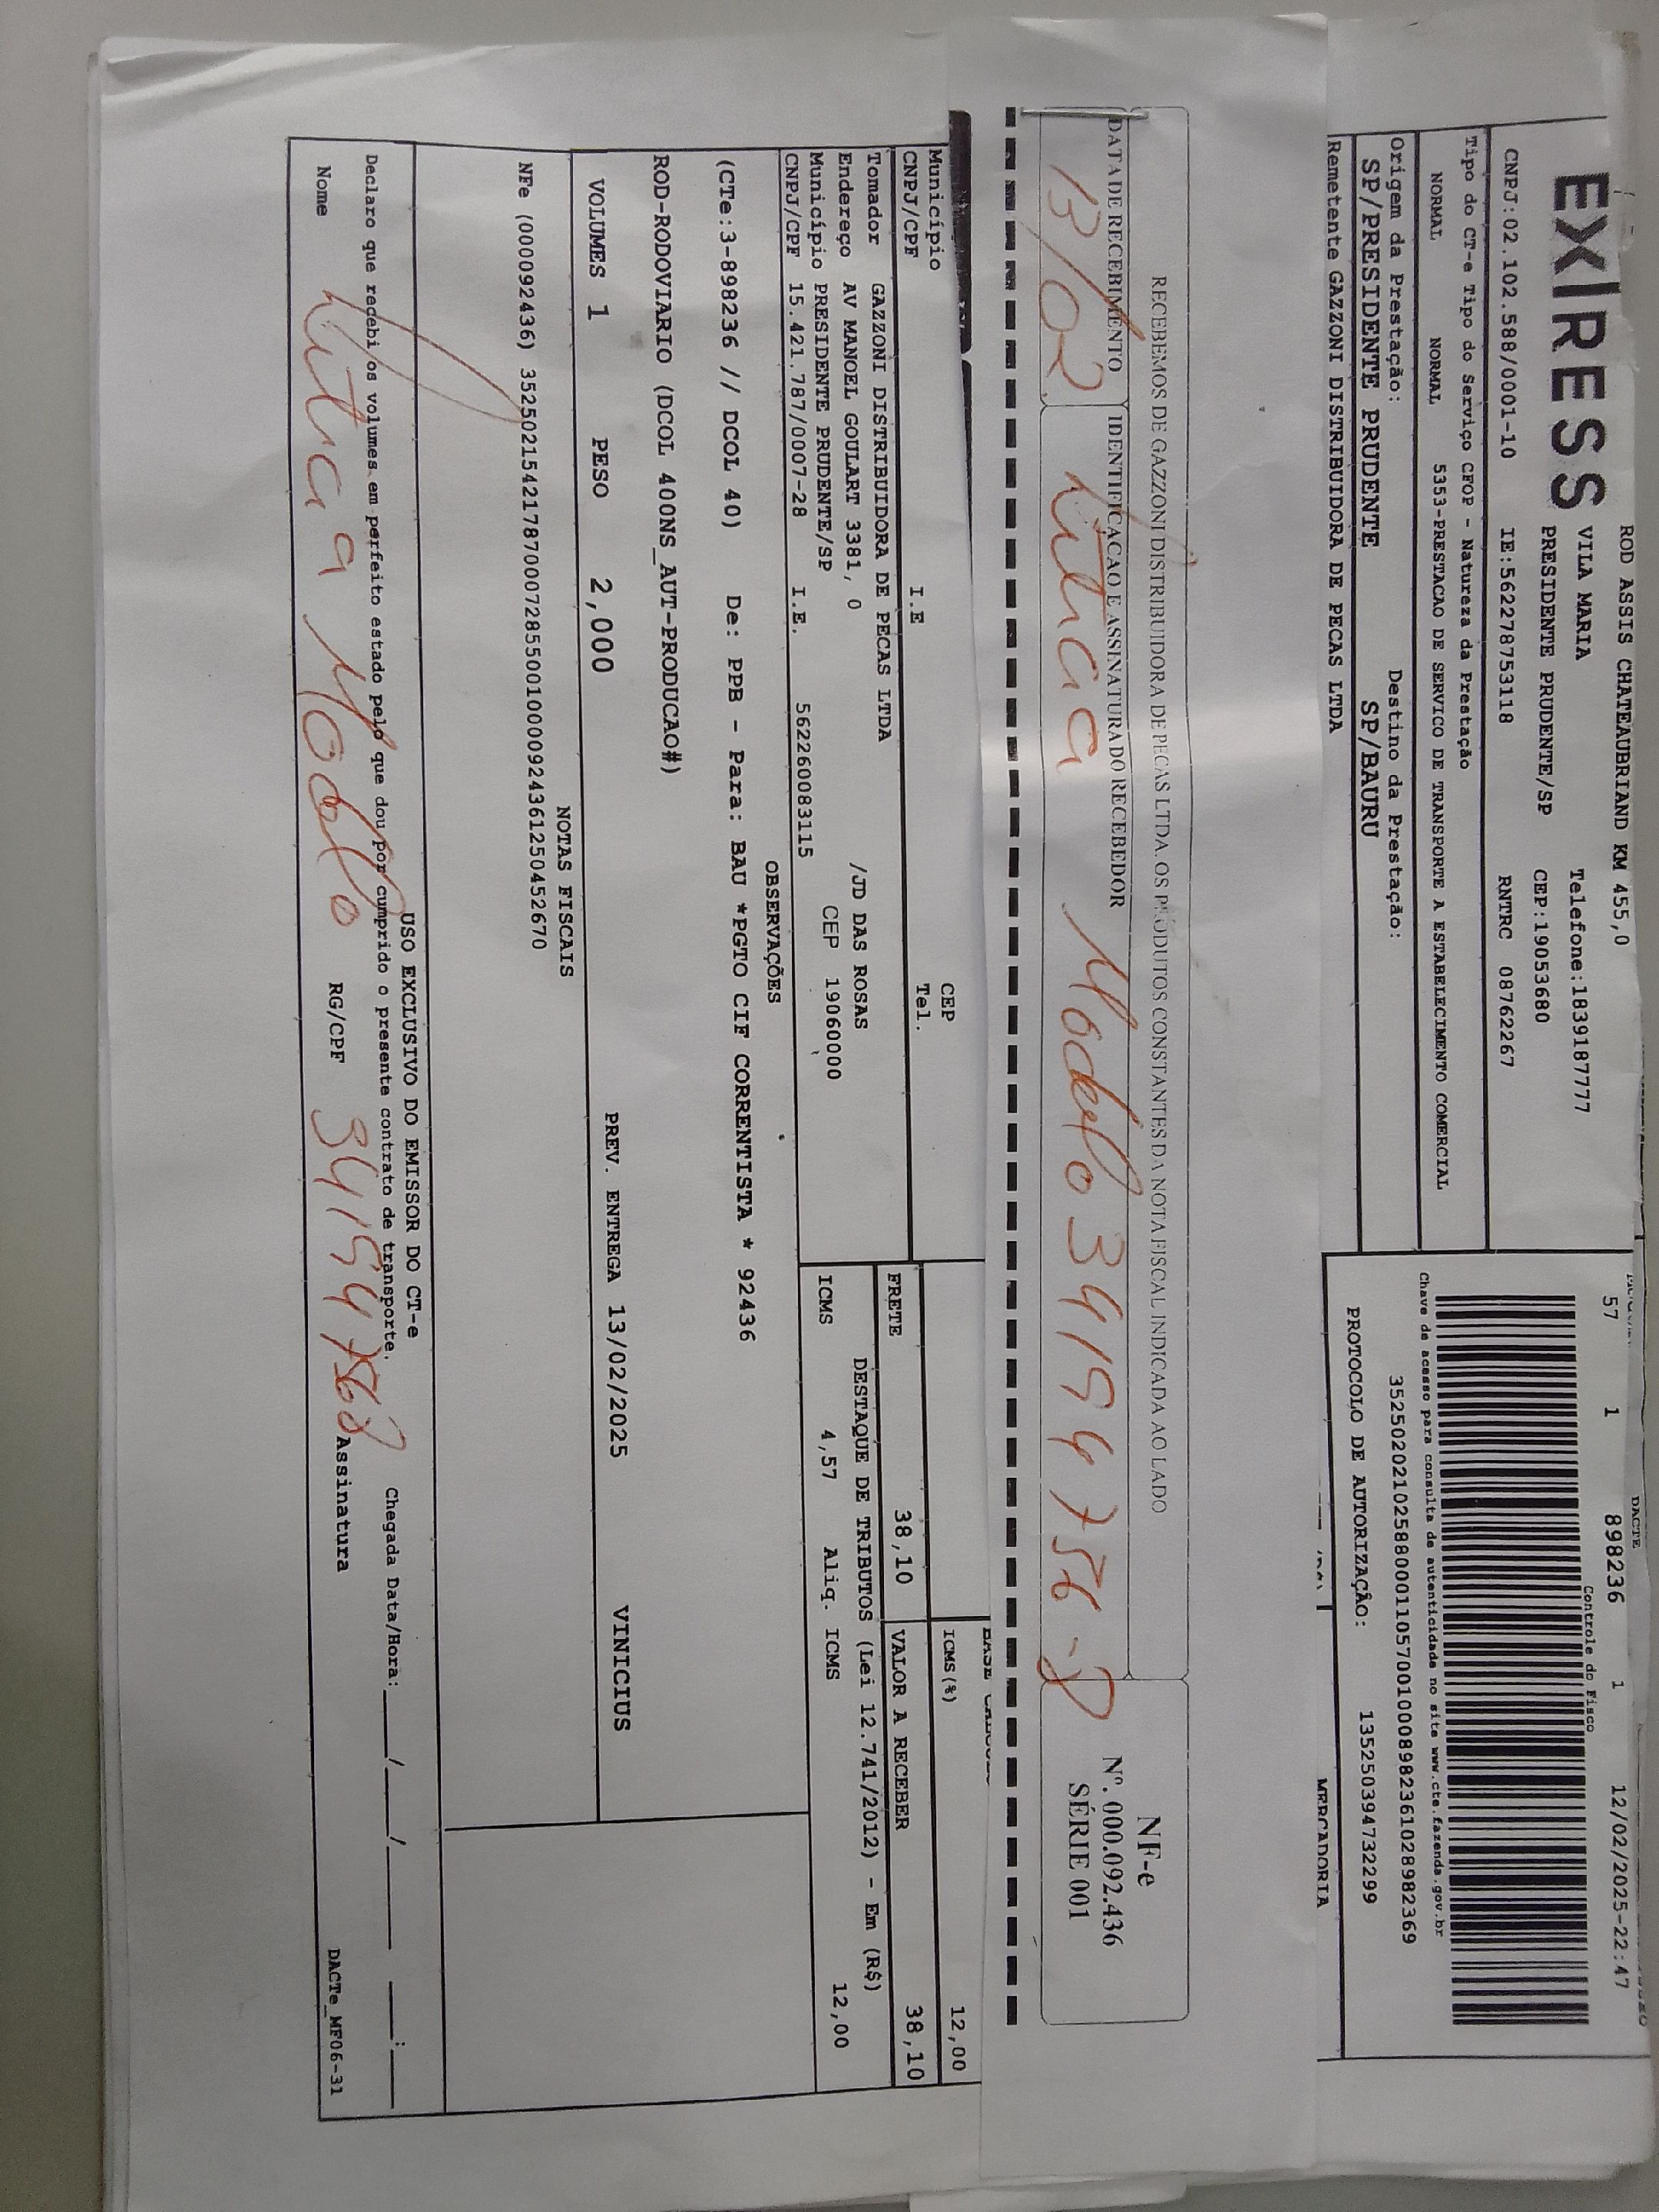 EXPRESS
ROD ASSIS CHATEAUBRIAND KM 455,0
VILA MARIA Telefone:1839187777
PRESIDENTE PRUDENTE/SP CEP:19053680
CNPJ:02.102.588/0001-10 IE:562278753118 RNTRC 08762267
DACTE
57 1 898236 1 12/02/2025-22:47
Controle do Fisco
Chave de acesso para consulta de autenticidade no site www.cte.fazenda.gov.br
35250202102588000110570010008982361028982369
PROTOCOLO DE AUTORIZAÇÃO: 135250394732299
Tipo do CT-e Tipo do Serviço CFOP - Natureza da Prestação
NORMAL NORMAL 5353-PRESTACAO DE SERVICO DE TRANSPORTE A ESTABELECIMENTO COMERCIAL
Origem da Prestação: Destino da Prestação:
SP/PRESIDENTE PRUDENTE SP/BAURU
Remetente GAZZONI DISTRIBUIDORA DE PECAS LTDA
MERCADORIA
RECEBEMOS DE GAZZONI DISTRIBUIDORA DE PECAS LTDA. OS PRODUTOS CONSTANTES DA NOTA FISCAL INDICADA AO LADO
DATA DE RECEBIMENTO IDENTIFICAÇAO E ASSINATURA DO RECEBEDOR
13/02 34194756-8
NF-e
Nº. 000.092.436
SÉRIE 001
Município CEP
CNPJ/CPF I.E Tel.
ICMS(%) 12,00
Tomador GAZZONI DISTRIBUIDORA DE PECAS LTDA
Endereço AV MANOEL GOULART 3381, 0 /JD DAS ROSAS
Município PRESIDENTE PRUDENTE/SP CEP 19060000
CNPJ/CPF 15.421.787/0007-28 I.E. 562260083115
FRETE 38,10 VALOR A RECEBER 38,10
DESTAQUE DE TRIBUTOS (Lei 12.741/2012) - Em (R$)
ICMS 4,57 Aliq. ICMS 12,00
OBSERVAÇÕES
(CTe:3-898236 // DCOL 40) De: PPB - Para: BAU *PGTO CIF CORRENTISTA * 92436
ROD-RODOVIARIO (DCOL 400NS_AUT-PRODUCAO#)
VOLUMES 1 PESO 2,000 PREV. ENTREGA 13/02/2025 VINICIUS
NOTAS FISCAIS
NFe (000092436) 35250215421787000728550010000924361250452670
USO EXCLUSIVO DO EMISSOR DO CT-e
Declaro que recebi os volumes em perfeito estado pelo que dou por cumprido o presente contrato de transporte. Chegada Data/Hora:___/___/_____ ___:___
Nome RG/CPF 341947568 Assinatura
DACTe_MF06-31